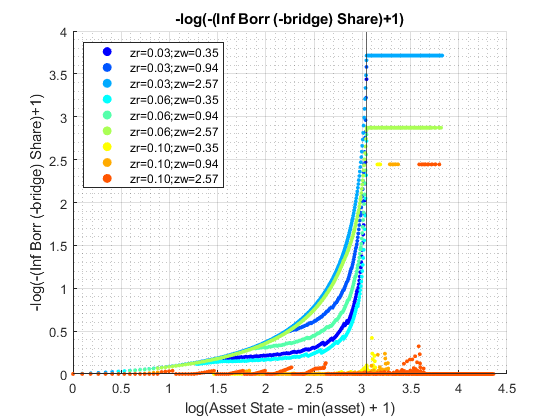 -log(-(Inf Borr (-bridge) Share)+1)
-log(-(Inf Borr (-bridge) Share)+1)
4
3.5
3
2.5
2
1.5
1
0.5
0
zr=0.03;zw=0.35
zr=0.03;zw=0.94
zr=0.03;zw=2.57
zr=0.06;zw=0.35
zr=0.06;zw=0.94
zr=0.06;zw=2.57
zr=0.10;zw=0.35
zr=0.10;zw=0.94
zr=0.10;zw=2.57
0 0.5 1 1.5 2 2.5 3 3.5 4 4.5
log(Asset State - min(asset) + 1)